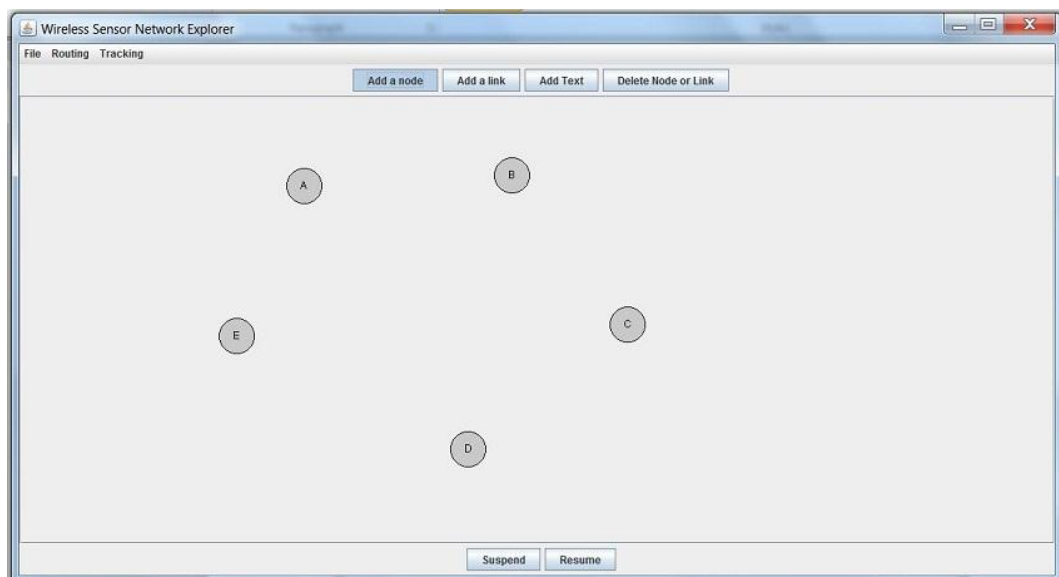 Wireless Sensor Network Explorer
File Routing Tracking
Add a node Add a link Add Text Delete Node or Link
A
B
C
E
D
Suspend Resume